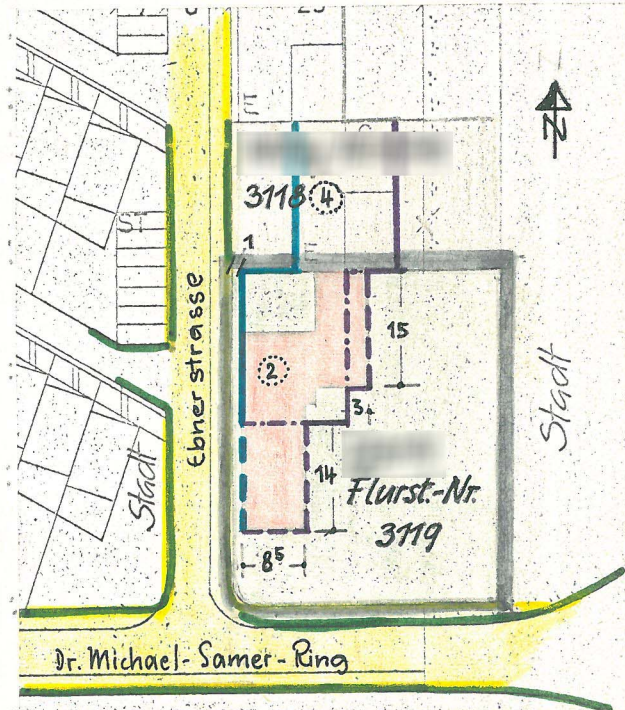 25
E
N
C
3118 4
ST
1
E
Ebnerstrasse
15
2
3
Stadt
14
Flurst.-Nr.
3119
Stadt
8⁵
Dr. Michael-Samer-Ring